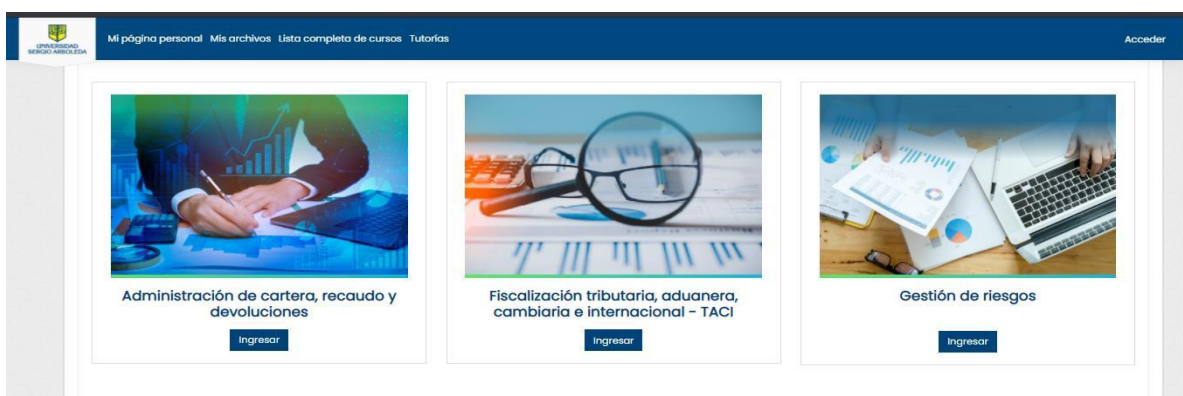 UNIVERSIDAD
SERGIO ARBOLEDA
Mi página personal Mis archivos Lista completa de cursos Tutorías
Acceder
Administración de cartera, recaudo y
devoluciones
Ingresar
Fiscalización tributaria, aduanera,
cambiaria e internacional - TACI
Ingresar
Gestión de riesgos
Ingresar